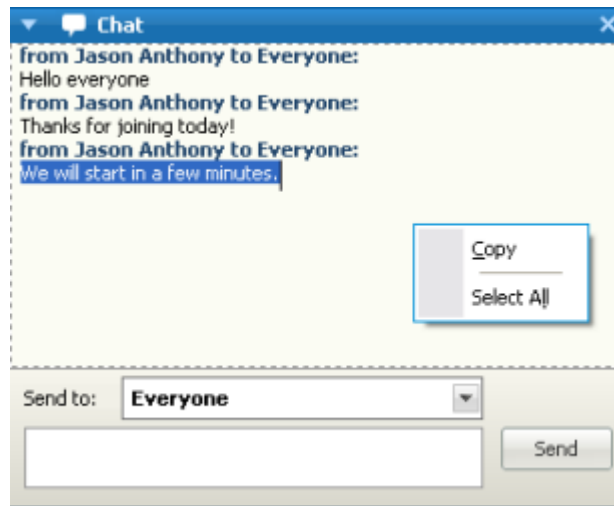 Chat
from Jason Anthony to Everyone:
Hello everyone
from Jason Anthony to Everyone:
Thanks for joining today!
from Jason Anthony to Everyone:
We will start in a few minutes.
Copy
Select All
Send to: Everyone
Send